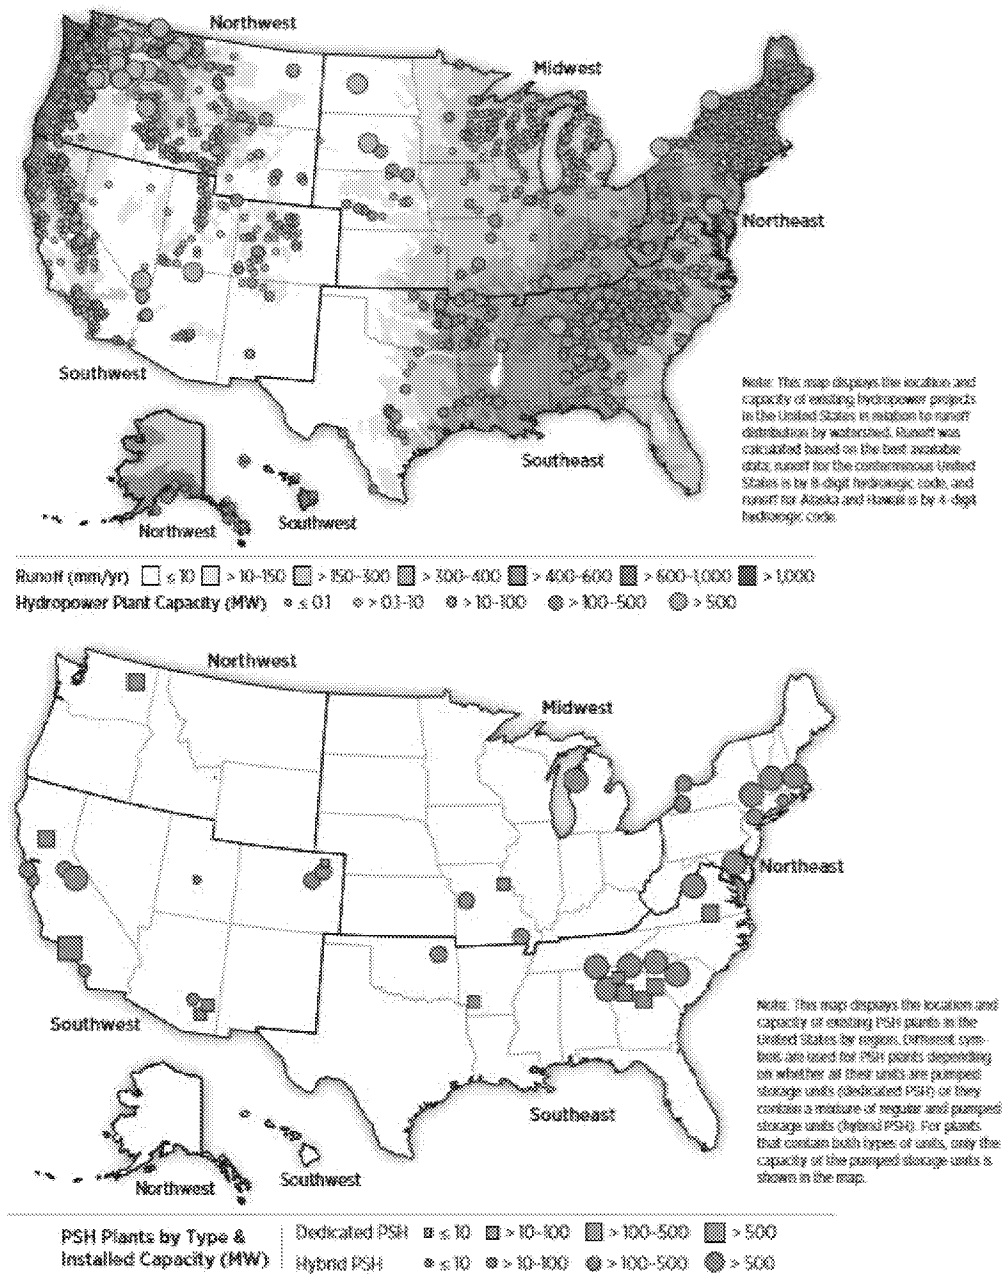 Northwest
Midwest
Northeast
Southwest
Southeast
Northwest
Southwest
Note: This map displays the location and
capacity of existing hydropower projects
in the United States in relation to runoff
distribution by watershed. Runoff was
calculated based on the best available
data; runoff for the conterminous United
States is by 8-digit hydrologic code, and
runoff for Alaska and Hawaii is by 4-digit
hydrologic code.
Runoff (mm/yr) ≤ 10 > 10-150 > 150-300 > 300-400 > 400-600 > 600-1,000 > 1,000
Hydropower Plant Capacity (MW) ≤ 0.1 > 0.1-10 > 10-100 > 100-500 > 500
Northwest
Midwest
Northeast
Southwest
Southeast
Northwest
Southwest
Note: This map displays the location and
capacity of existing PSH plants in the
United States by region. Different sym-
bols are used for PSH plants depending
on whether all their units are pumped
storage units (dedicated PSH) or they
contain a mixture of regular and pumped
storage units (hybrid PSH). For plants
that contain both types of units, only the
capacity of the pumped storage units is
shown in the map.
PSH Plants by Type &
Installed Capacity (MW)
Dedicated PSH ≤ 10 > 10-100 > 100-500 > 500
Hybrid PSH ≤ 10 > 10-100 > 100-500 > 500